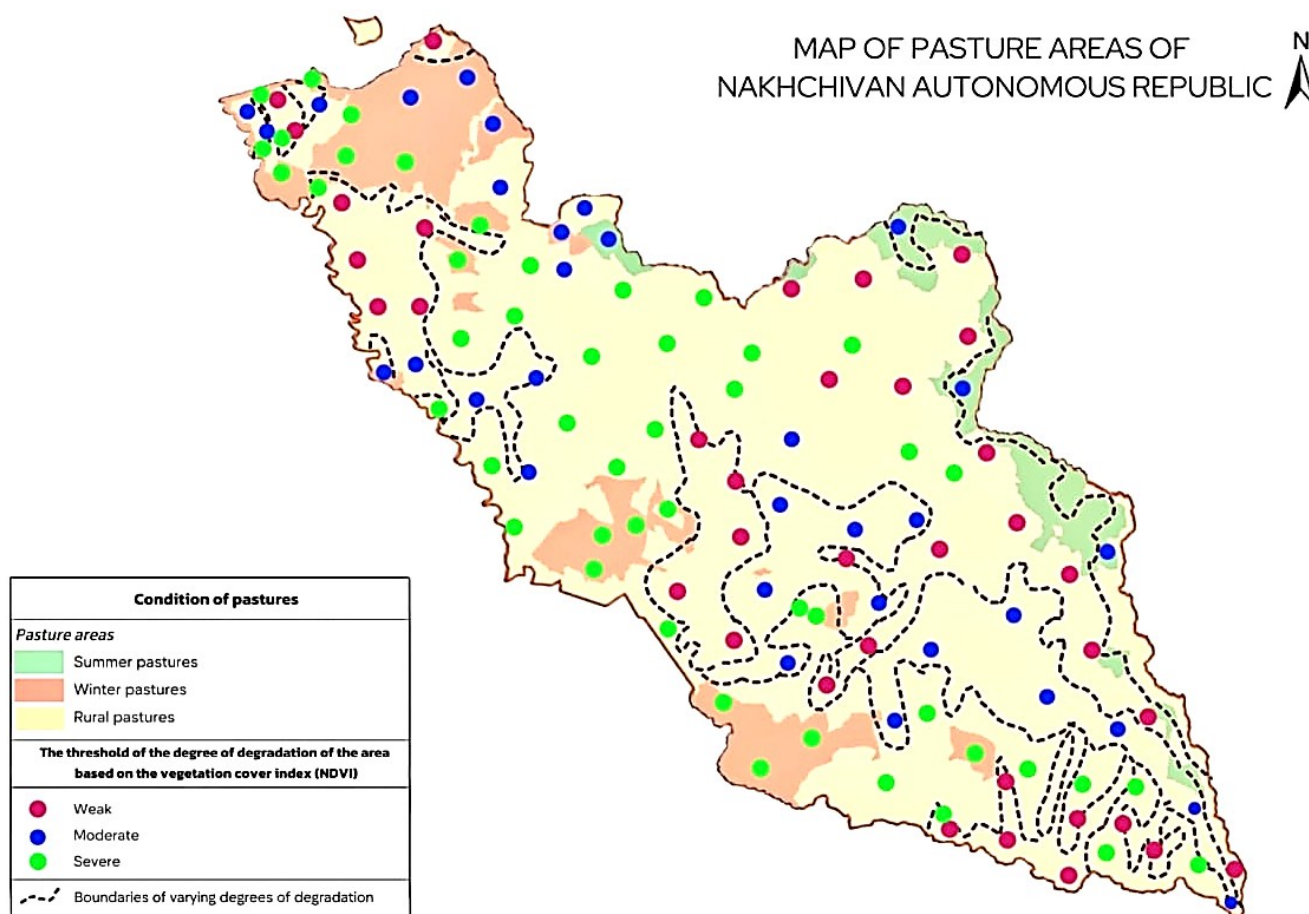 MAP OF PASTURE AREAS OF
NAKHCHIVAN AUTONOMOUS REPUBLIC
N
Condition of pastures
Pasture areas
Summer pastures
Winter pastures
Rural pastures
The threshold of the degree of degradation of the area
based on the vegetation cover index (NDVI)
Weak
Moderate
Severe
Boundaries of varying degrees of degradation